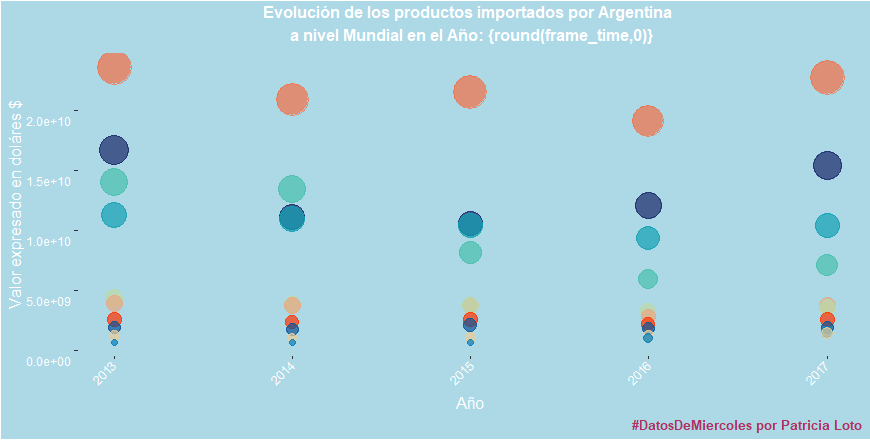 Evolución de los productos importados por Argentina
a nivel Mundial en el Año: {round(frame_time,0)}
Valor expresado en doláres $
2.0e+10
1.5e+10
1.0e+10
5.0e+09
0.0e+00
2013
2014
2015
2016
2017
Año
#DatosDeMiercoles por Patricia Loto